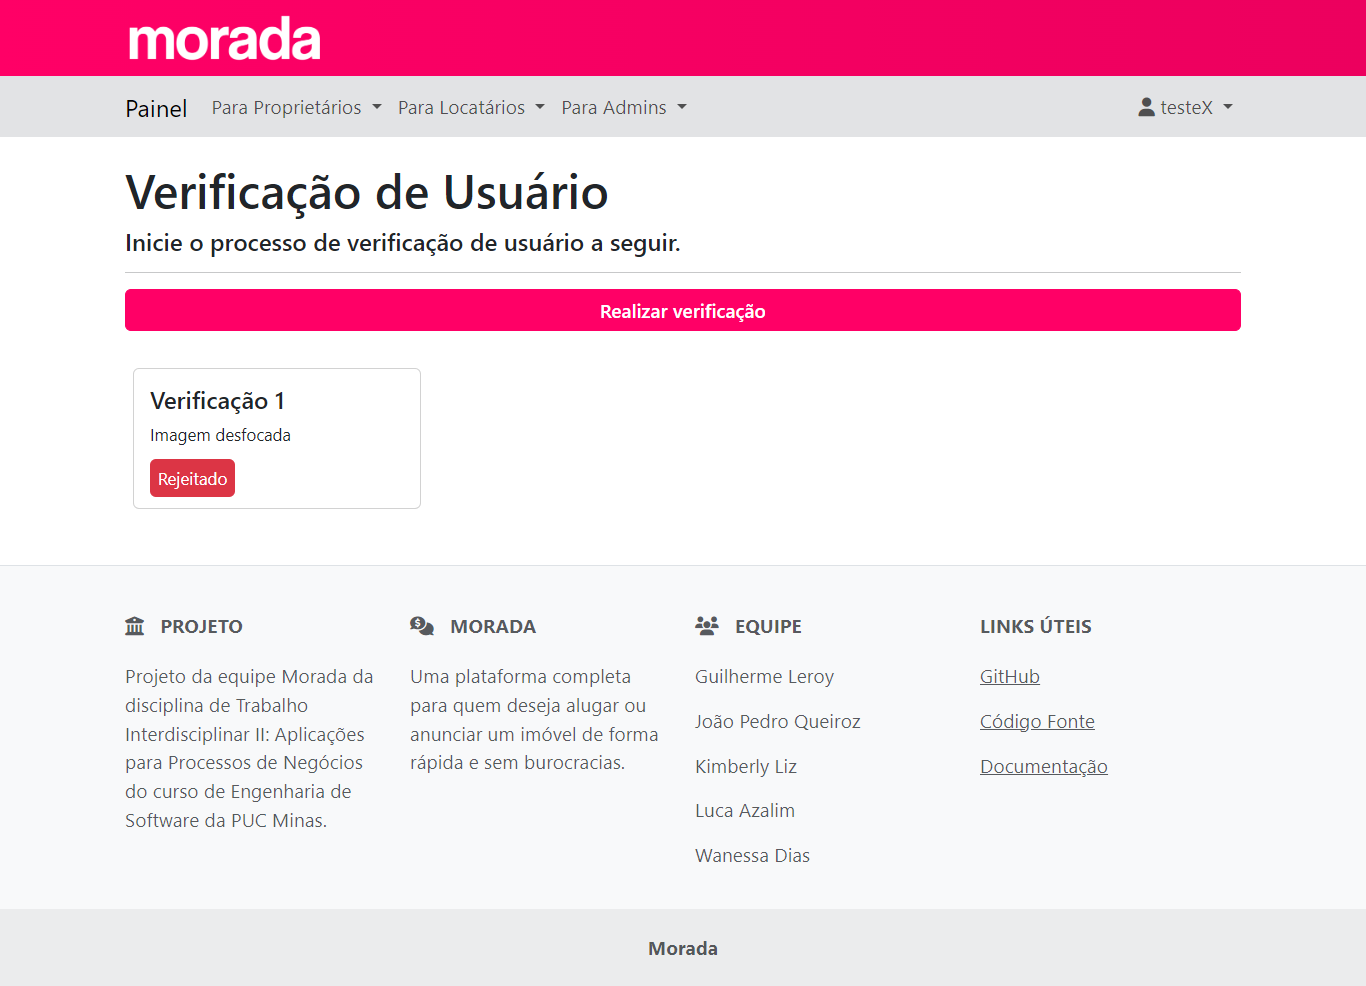 morada
Painel Para Proprietários Para Locatários Para Admins testeX
Verificação de Usuário
Inicie o processo de verificação de usuário a seguir.
Realizar verificação
Verificação 1
Imagem desfocada
Rejeitado
PROJETO
Projeto da equipe Morada da
disciplina de Trabalho
Interdisciplinar II: Aplicações
para Processos de Negócios
do curso de Engenharia de
Software da PUC Minas.
MORADA
Uma plataforma completa
para quem deseja alugar ou
anunciar um imóvel de forma
rápida e sem burocracias.
EQUIPE
Guilherme Leroy
João Pedro Queiroz
Kimberly Liz
Luca Azalim
Wanessa Dias
LINKS ÚTEIS
GitHub
Código Fonte
Documentação
Morada